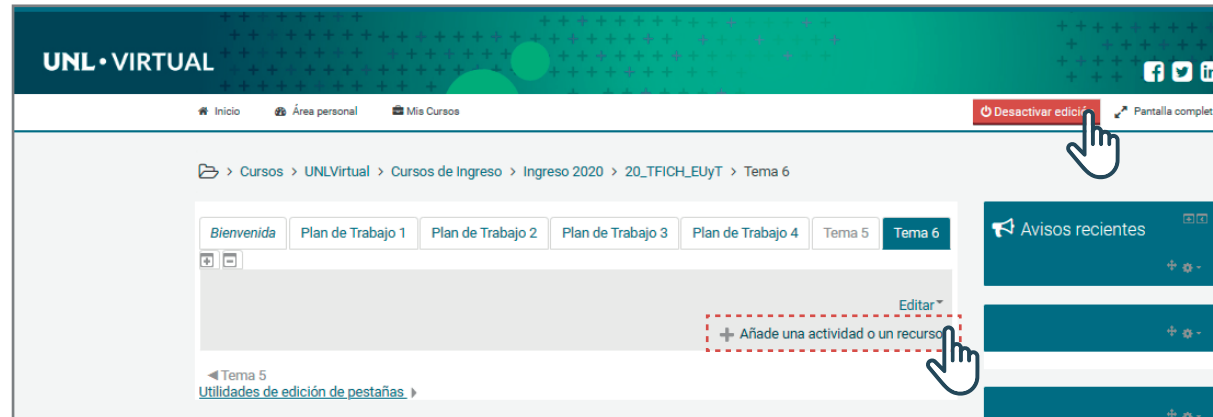 UNL • VIRTUAL
Inicio Área personal Mis Cursos Desactivar Pantalla
> Cursos > UNLVirtual > Cursos de Ingreso > Ingreso 2020 > 20_TFICH_EUyT > Tema 6
Bienvenida Plan de Trabajo 1 Plan de Trabajo 2 Plan de Trabajo 3 Plan de Trabajo 4 Tema 5 Tema 6
Avisos recientes
Editar
Añade una actividad o un recurso
Tema 5
Utilidades de edición de pestañas